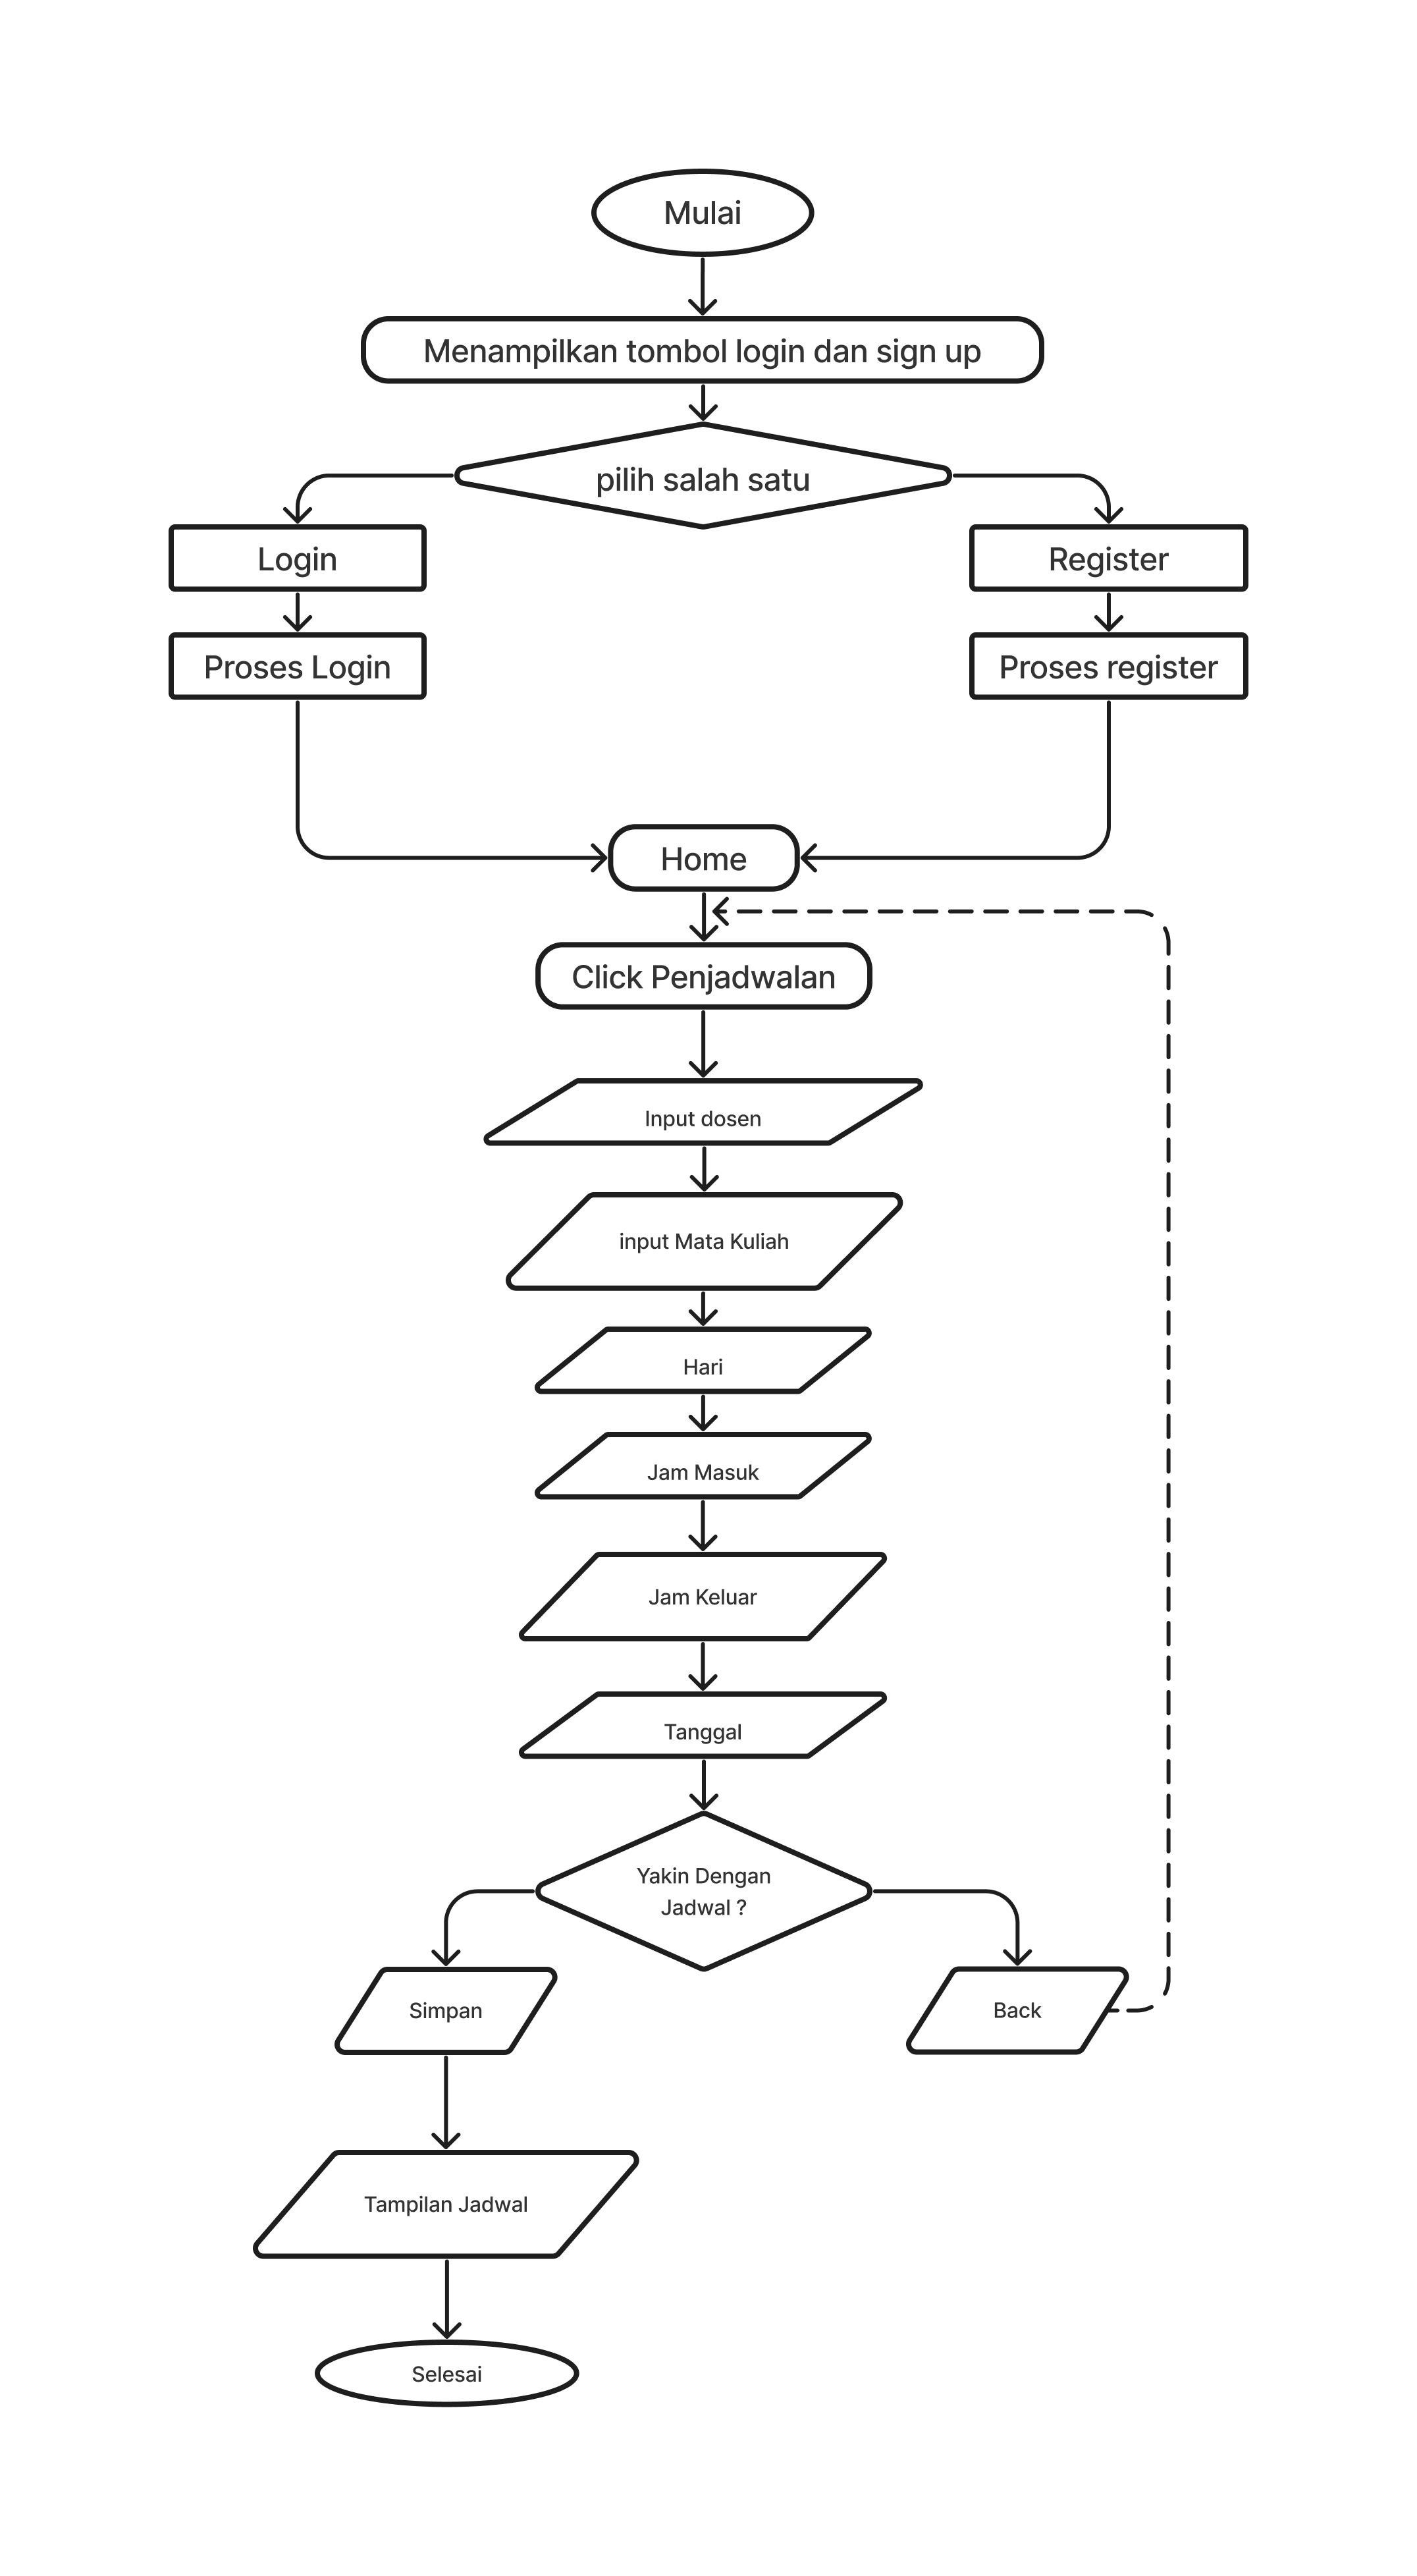 Mulai
Menampilkan tombol login dan sign up
pilih salah satu
Login
Register
Proses Login
Proses register
Home
Click Penjadwalan
Input dosen
input Mata Kuliah
Hari
Jam Masuk
Jam Keluar
Tanggal
Yakin Dengan
Jadwal ?
Simpan
Back
Tampilan Jadwal
Selesai